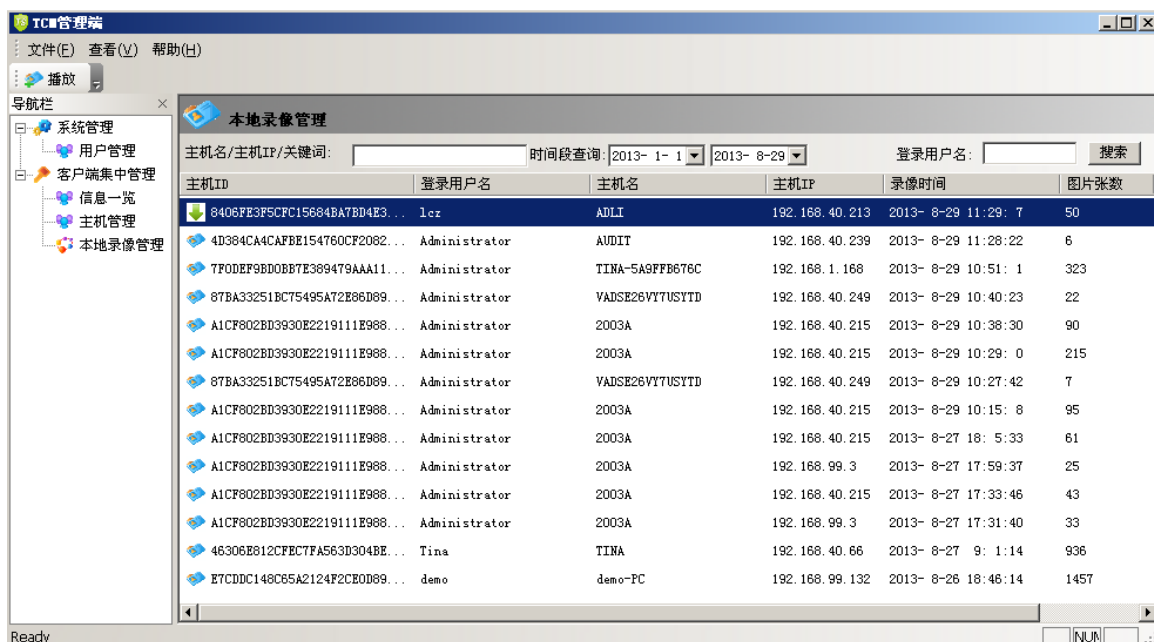 TCM管理端
文件(F) 查看(V) 帮助(H)
播放
导航栏
系统管理
用户管理
客户端集中管理
信息一览
主机管理
本地录像管理
本地录像管理
主机名/主机IP/关键词: 时间段查询: 2013- 1- 1 2013- 8-29 登录用户名: 搜索
主机ID 登录用户名 主机名 主机IP 录像时间 图片张数
8406FE3F5CFC15684BA7BD4E3... lcz ADLI 192.168.40.213 2013- 8-29 11:29: 7 50
4D384CA4CAFBE154760CF2082... Administrator AUDIT 192.168.40.239 2013- 8-29 11:28:22 6
7F0DEF9BD0BB7E389479AAA11... Administrator TINA-5A9FFB676C 192.168.1.168 2013- 8-29 10:51: 1 323
87BA33251BC75495A72E86D89... Administrator VADSE26VY7USYTD 192.168.40.249 2013- 8-29 10:40:23 22
A1CF802BD3930E2219111E988... Administrator 2003A 192.168.40.215 2013- 8-29 10:38:30 90
A1CF802BD3930E2219111E988... Administrator 2003A 192.168.40.215 2013- 8-29 10:29: 0 215
87BA33251BC75495A72E86D89... Administrator VADSE26VY7USYTD 192.168.40.249 2013- 8-29 10:27:42 7
A1CF802BD3930E2219111E988... Administrator 2003A 192.168.40.215 2013- 8-29 10:15: 8 95
A1CF802BD3930E2219111E988... Administrator 2003A 192.168.40.215 2013- 8-27 18: 5:33 61
A1CF802BD3930E2219111E988... Administrator 2003A 192.168.99.3 2013- 8-27 17:59:37 25
A1CF802BD3930E2219111E988... Administrator 2003A 192.168.40.215 2013- 8-27 17:33:46 43
A1CF802BD3930E2219111E988... Administrator 2003A 192.168.99.3 2013- 8-27 17:31:40 33
46306E812CFEC7FA563D304BE... Tina TINA 192.168.40.66 2013- 8-27 9: 1:14 936
E7CDDC148C65A2124F2CE0D89... demo demo-PC 192.168.99.132 2013- 8-26 18:46:14 1457
Ready NUM